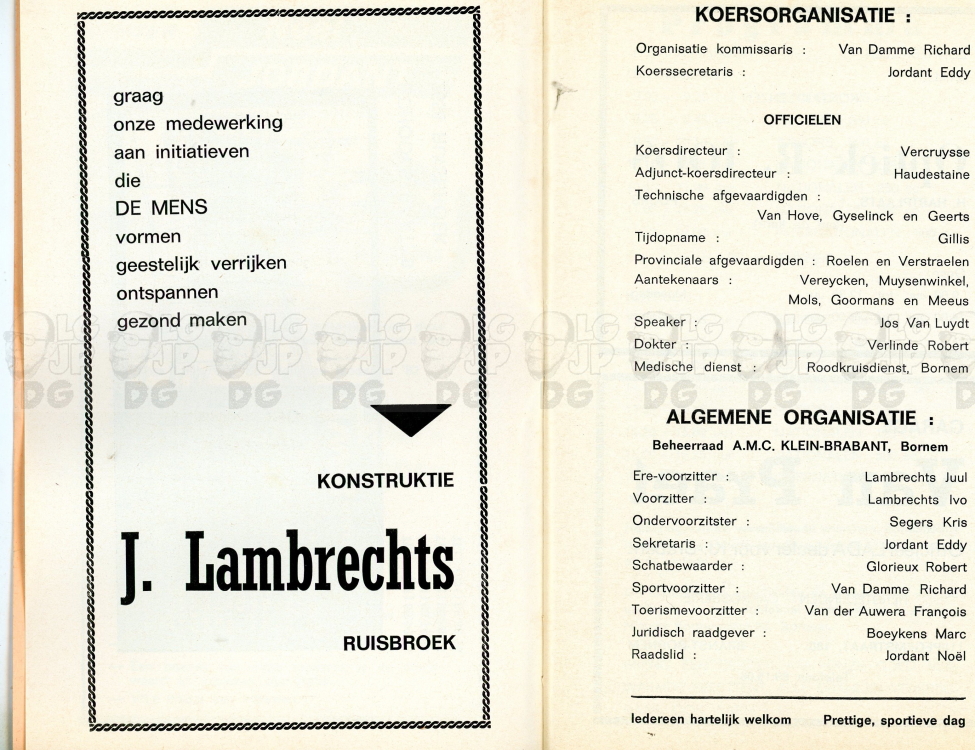 graag
onze medewerking
aan initiatieven
die
DE MENS
vormen
geestelijk verrijken
ontspannen
gezond maken
KONSTRUKTIE
J. Lambrechts
RUISBROEK
KOERSORGANISATIE :
Organisatie kommissaris : Van Damme Richard
Koerssecretaris : Jordant Eddy
OFFICIELEN
Koersdirecteur : Vercruysse
Adjunct-koersdirecteur : Haudestaine
Technische afgevaardigden :
Van Hove, Gyselinck en Geerts
Tijdopname : Gillis
Provinciale afgevaardigden : Roelen en Verstraelen
Aantekenaars : Vereycken, Muysenwinkel,
Mols, Goormans en Meeus
Speaker : Jos Van Luydt
Dokter : Verlinde Robert
Medische dienst : Roodkruisdienst, Bornem
ALGEMENE ORGANISATIE :
Beheerraad A.M.C. KLEIN-BRABANT, Bornem
Ere-voorzitter : Lambrechts Juul
Voorzitter : Lambrechts Ivo
Ondervoorzitster : Segers Kris
Sekretaris : Jordant Eddy
Schatbewaarder : Glorieux Robert
Sportvoorzitter : Van Damme Richard
Toerismevoorzitter : Van der Auwera François
Juridisch raadgever : Boeykens Marc
Raadslid : Jordant Noël
Iedereen hartelijk welkom Prettige, sportieve dag